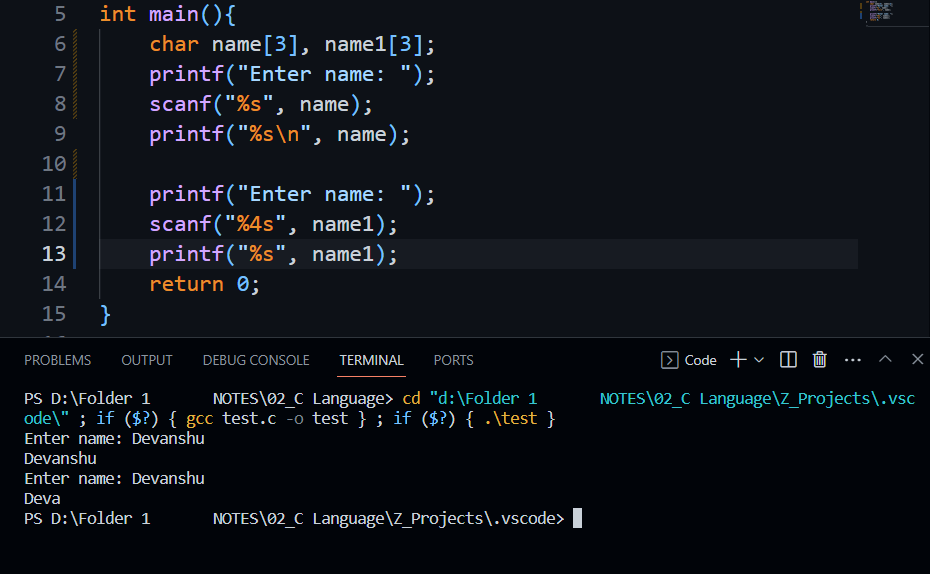 5 int main(){
6 char name[3], name1[3];
7 printf("Enter name: ");
8 scanf("%s", name);
9 printf("%s\n", name);
10
11 printf("Enter name: ");
12 scanf("%4s", name1);
13 printf("%s", name1);
14 return 0;
15 }
PROBLEMS OUTPUT DEBUG CONSOLE TERMINAL PORTS Code
PS D:\Folder 1 NOTES\02_C Language> cd "d:\Folder 1 NOTES\02_C Language\Z_Projects\.vsc
ode\" ; if ($?) { gcc test.c -o test } ; if ($?) { .\test }
Enter name: Devanshu
Devanshu
Enter name: Devanshu
Deva
PS D:\Folder 1 NOTES\02_C Language\Z_Projects\.vscode>